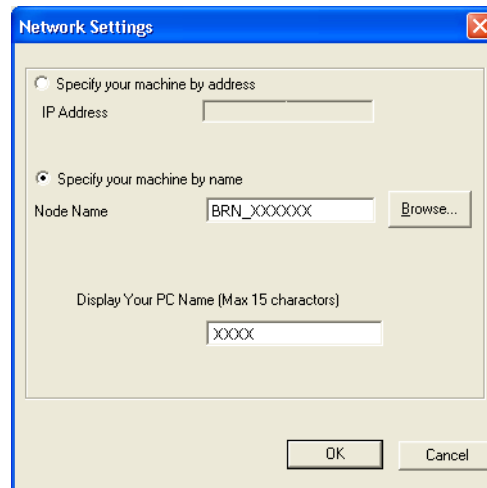 Network Settings
Specify your machine by address
IP Address
Specify your machine by name
Node Name
BRN_XXXXXX
Browse...
Display Your PC Name (Max 15 charactors)
XXXX
OK
Cancel